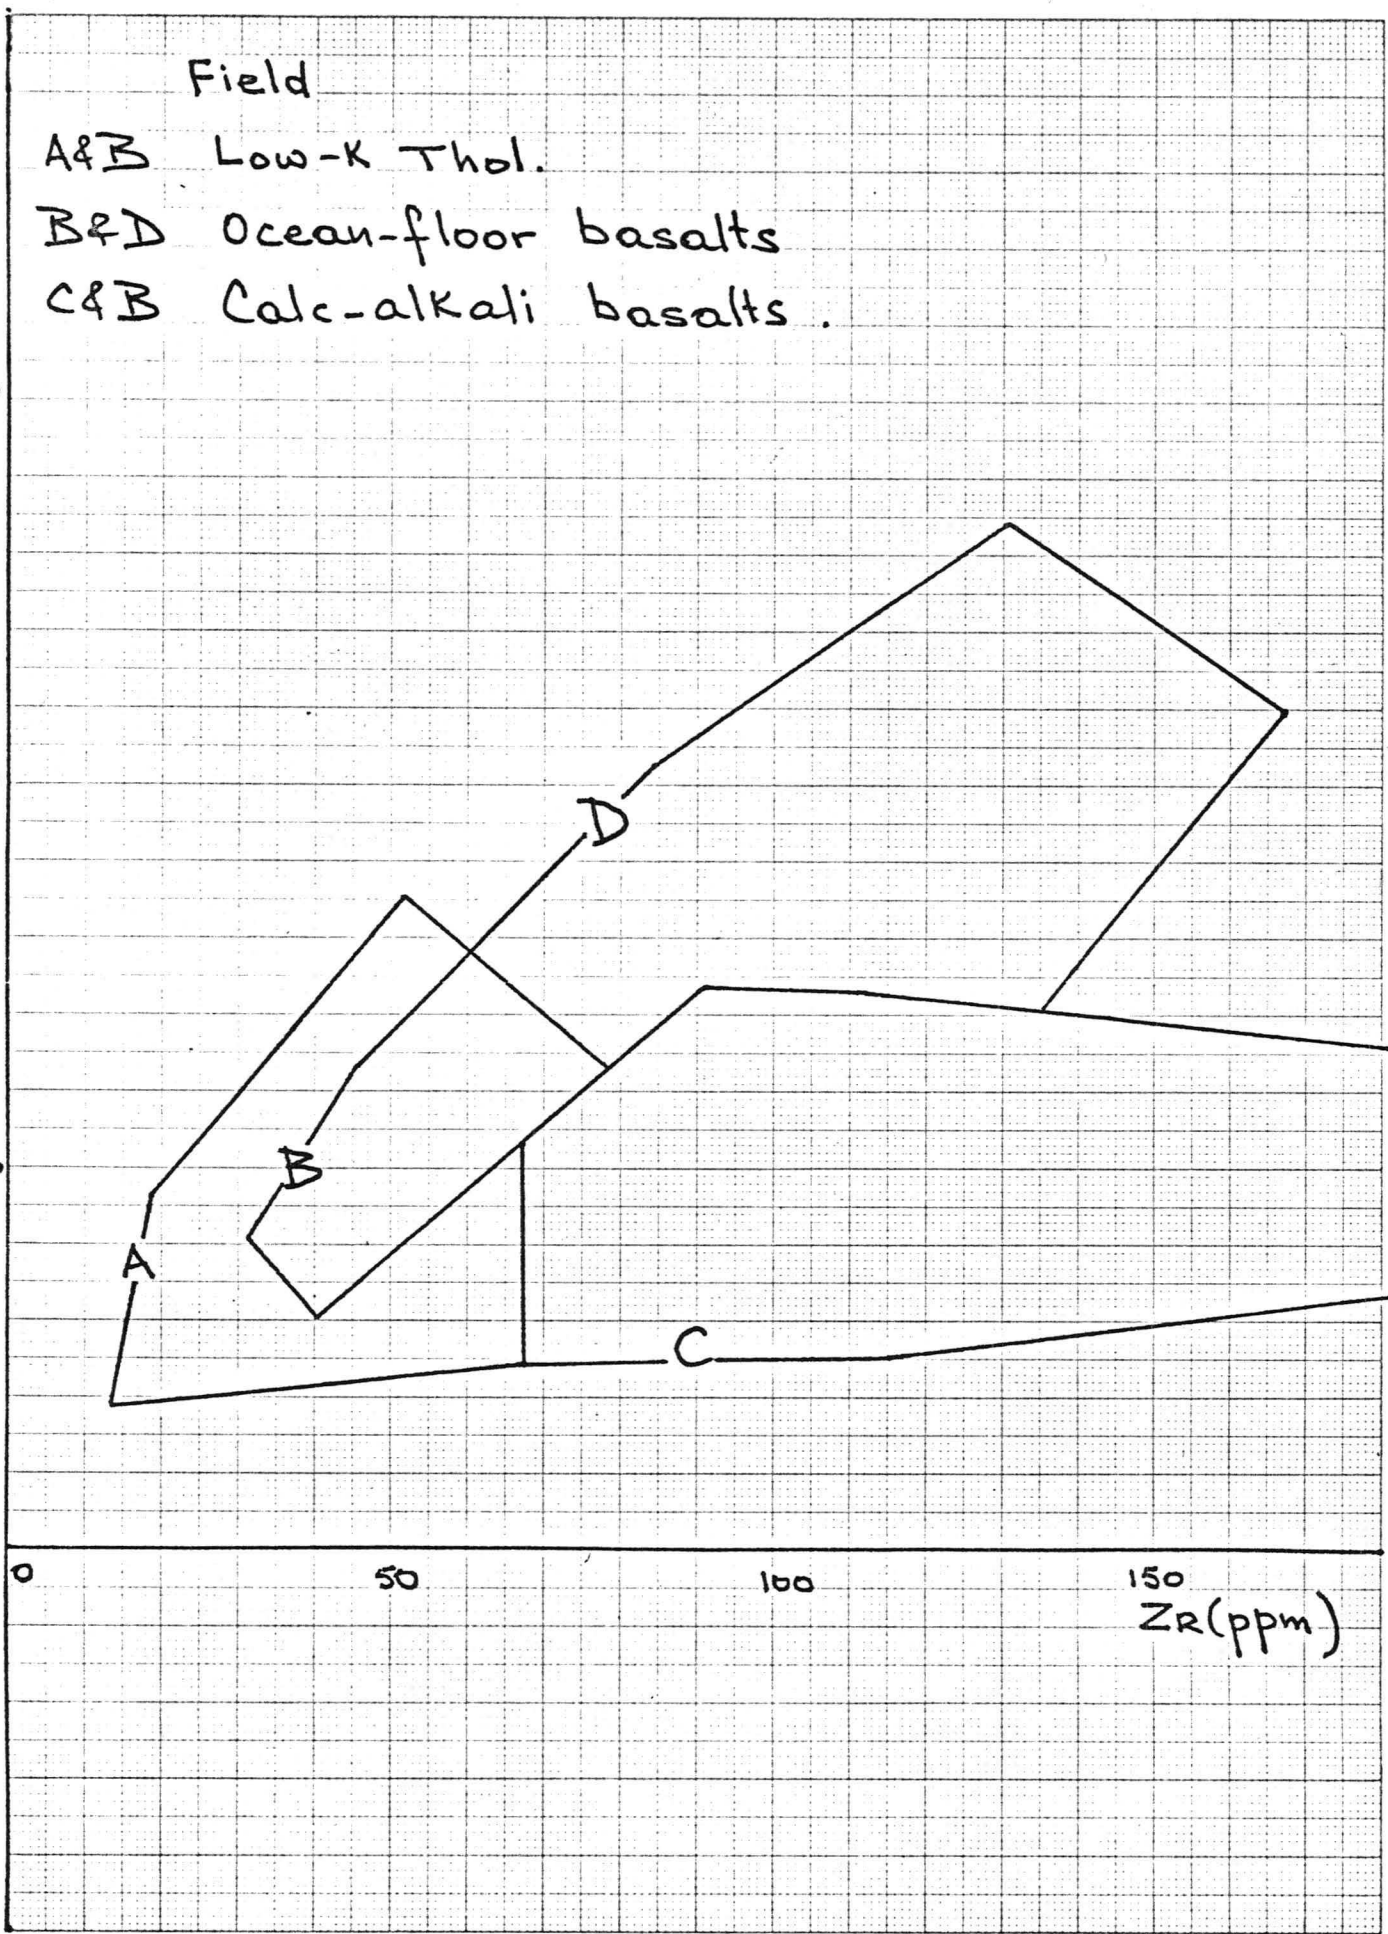 Field
A&B Low-K Thol.
B&D Ocean-floor basalts
C&B Calc-alkali basalts.
D
B
A
C
0 50 100 150
ZR(ppm)